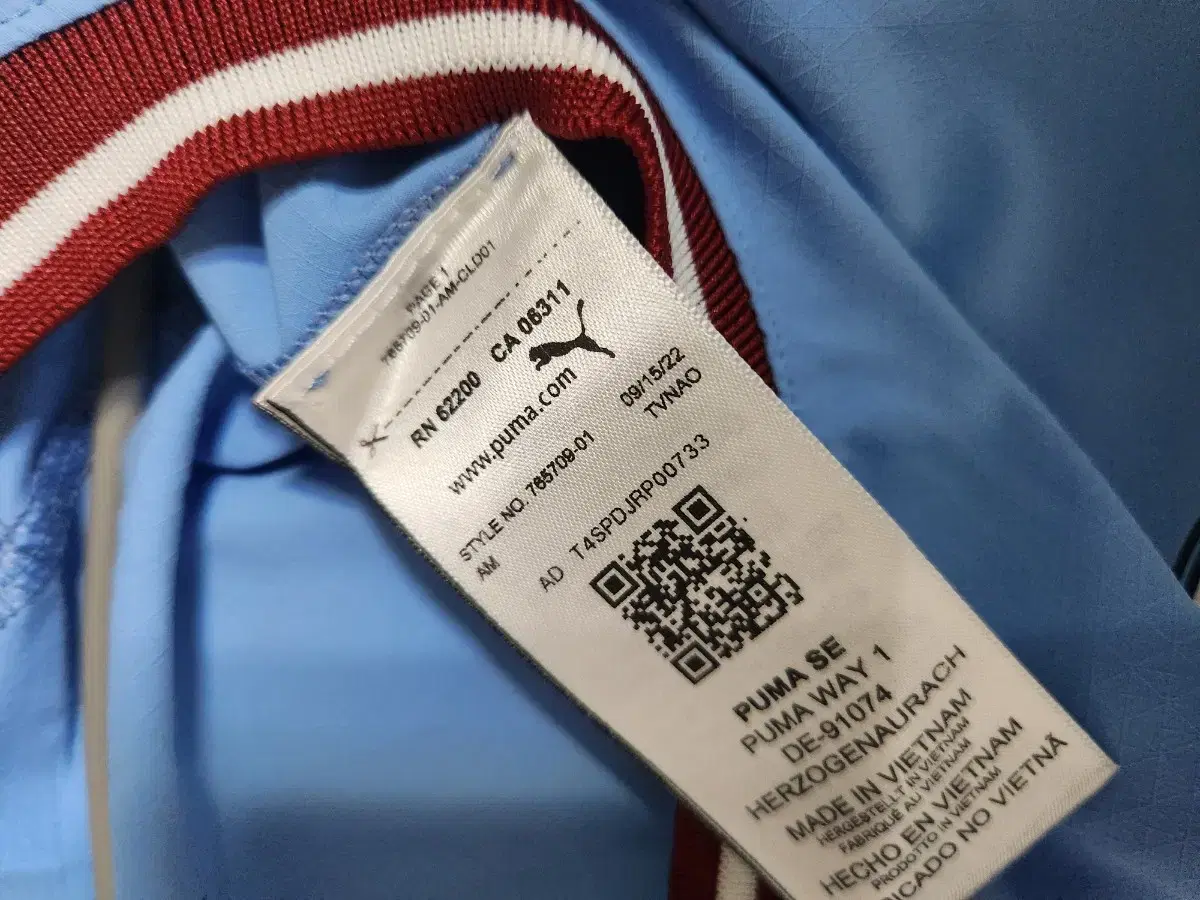 PAGE 1
765709-01-AM-CLD01
RN 62200 CA 06311
www.puma.com
STYLE NO. 765709-01 09/15/22
AM TVNAO
AD T4SPDJRP00733
PUMA SE
PUMA WAY 1
DE-91074
HERZOGENAURACH
MADE IN VIETNAM
HERGESTELLT IN VIETNAM
FABRIQUÉ AU VIETNAM
HECHO EN VIETNAM
PRODOTTO IN VIETNAM
RICADO NO VIETNÃ